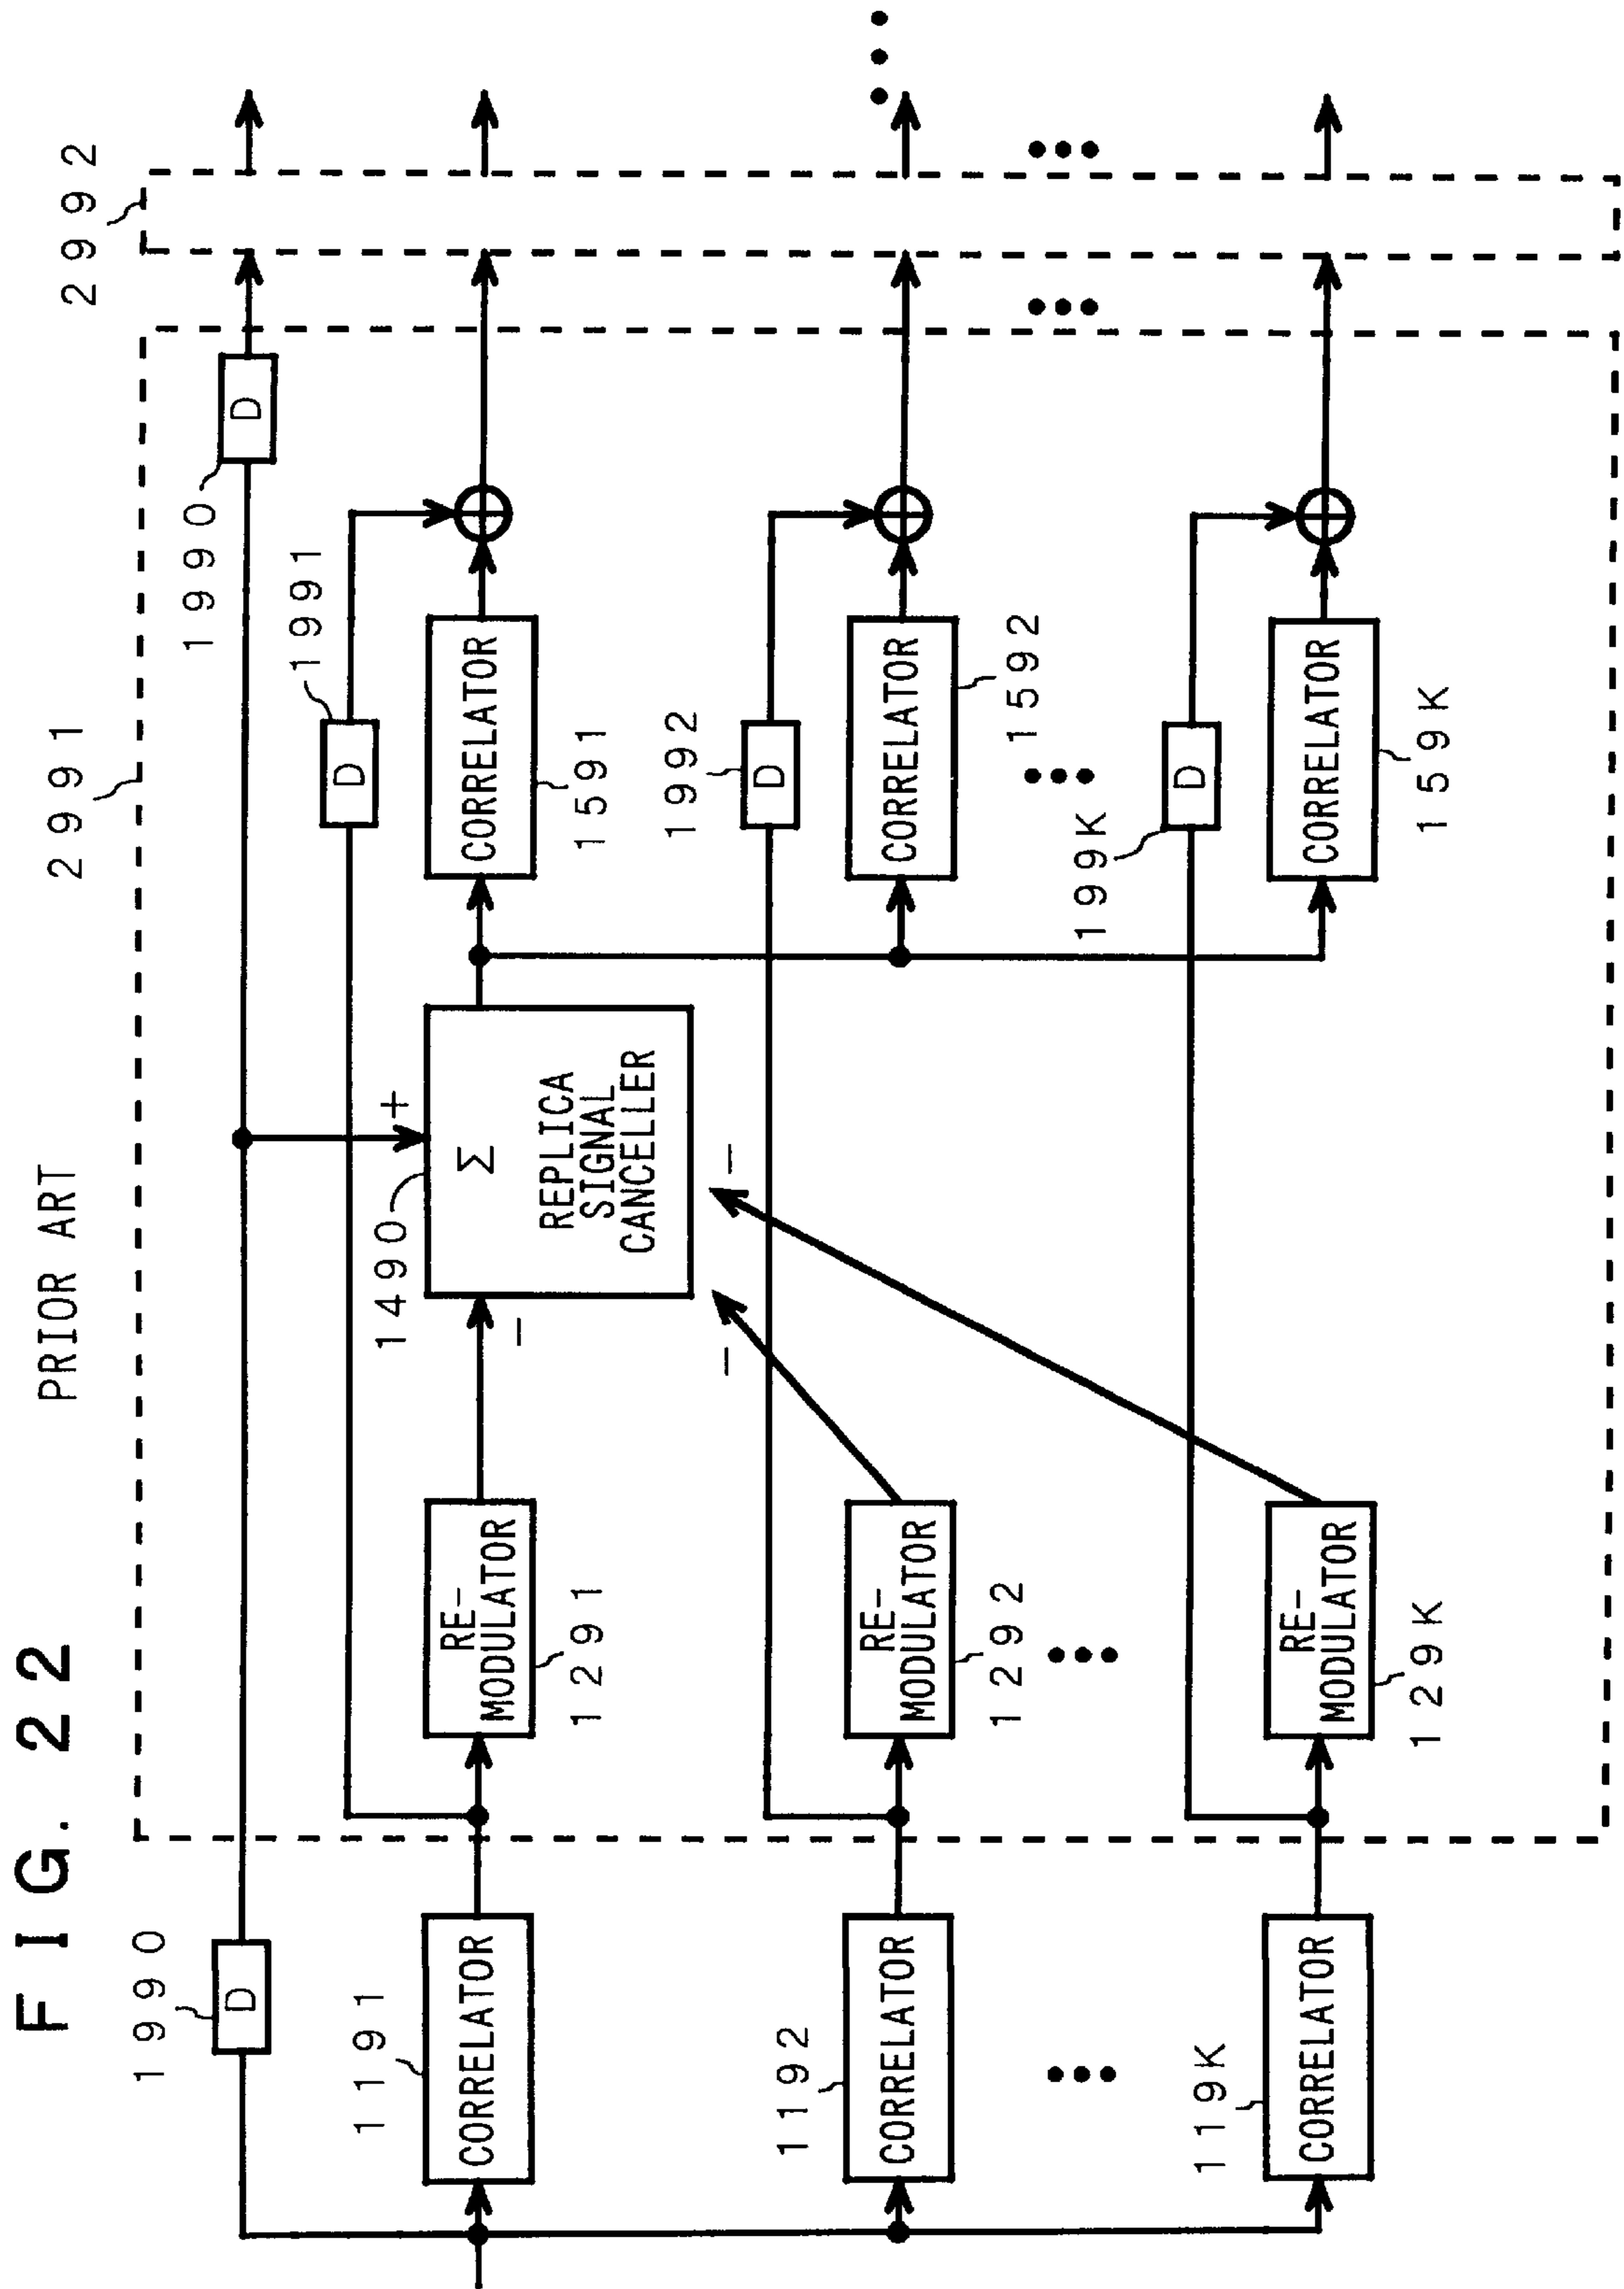 FIG. 22
PRIOR ART
2991
2992
1990
D
1990
D
1991
D
1191
CORRELATOR
1291
RE-
MODULATOR
1490
+
-
-
-
Σ
REPLICA
SIGNAL
CANCELLER
CORRELATOR
1591
1992
D
1192
CORRELATOR
RE-
MODULATOR
1292
CORRELATOR
1592
199K
D
119K
CORRELATOR
RE-
MODULATOR
129K
CORRELATOR
159K